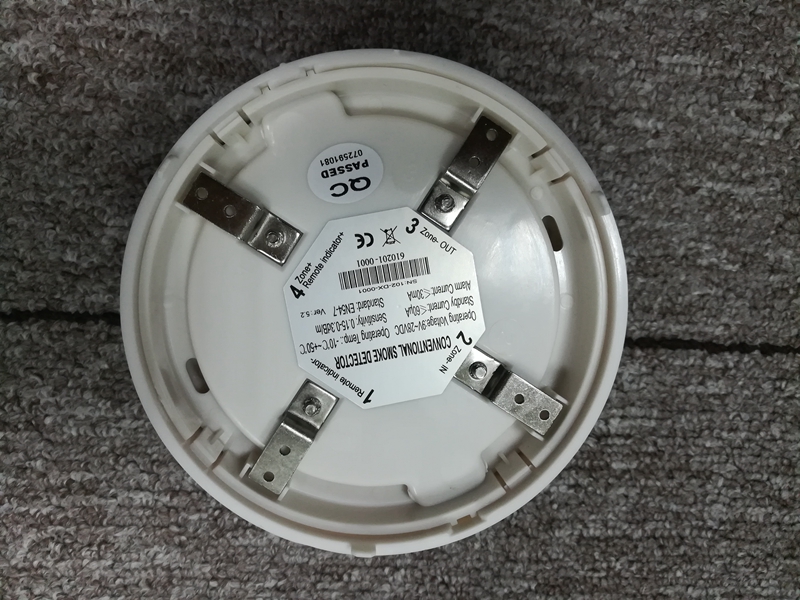 1 Remote indicator-
2 Zone- IN
CONVENTIONAL SMOKE DETECTOR
Operating Voltage:9V~28VDC Operating Temp.: -10℃~+50℃
Standby Current:≤60μA Sensitivity: 0.15-0.3dB/m
Alarm Current:≤30mA Standard: EN54-7 Ver: 5.2
SN: 102-DX-0001
610201-0001
3 Zone- OUT
4 Zone+
Remote indicator+
CE
QC
PASSED
072591081